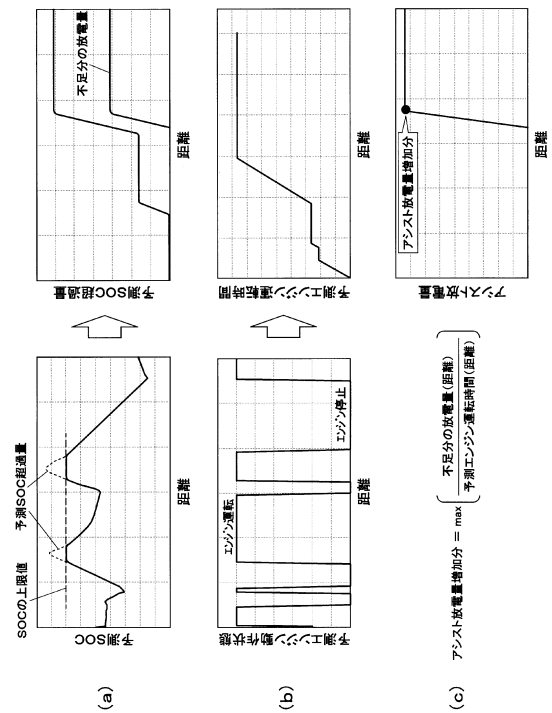 (a)
SOCの上限値
予測SOC超過量
予測SOC
距離
予測SOC超過量
不足分の放電量
距離
(b)
予測エンジン動作状態
エンジン運転
エンジン停止
距離
予測エンジン運転時間
距離
(c)
アシスト放電量増加分 = max
不足分の放電量(距離)
予測エンジン運転時間(距離)
アシスト放電量
アシスト放電量増加分
距離